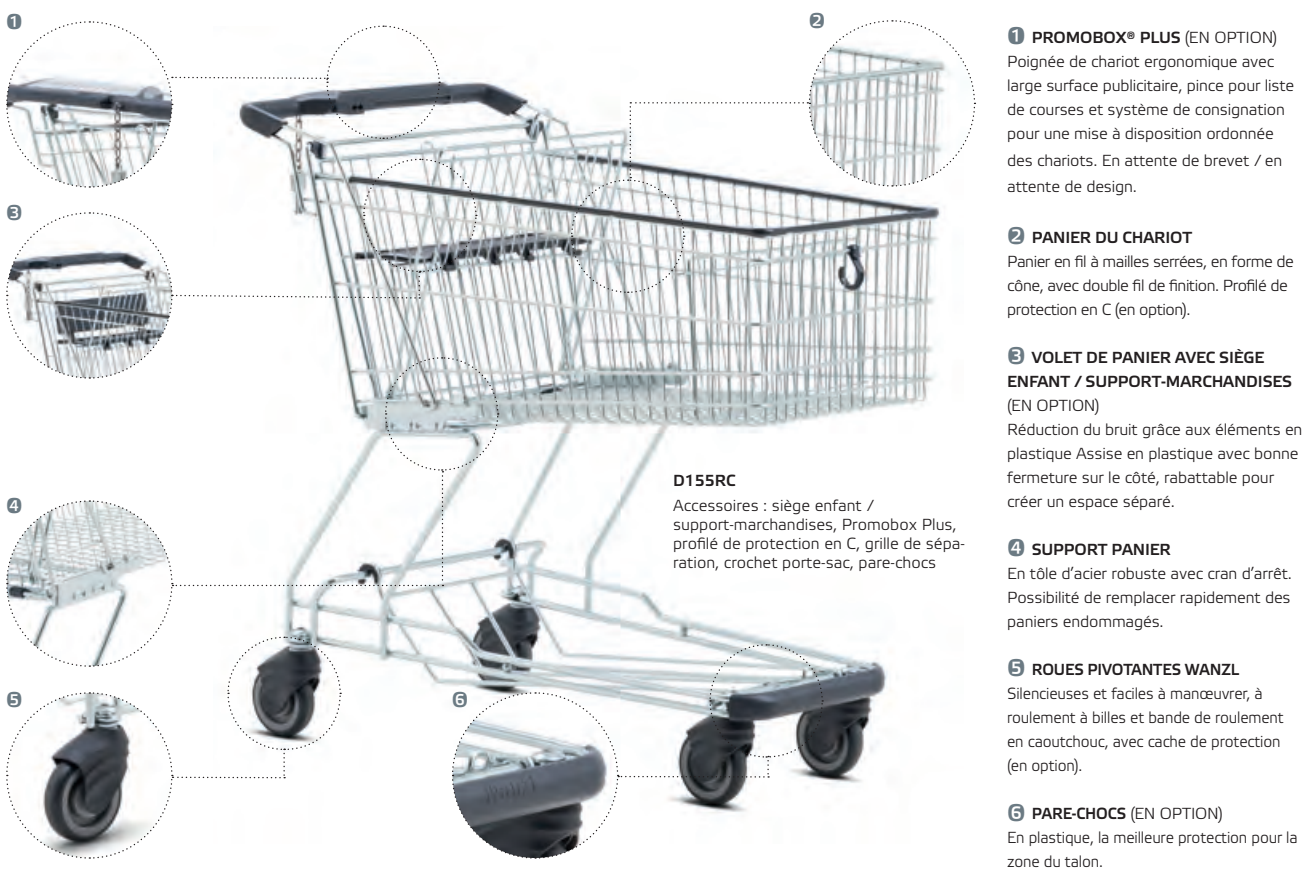 1
2
3
4
5
6
D155RC
Accessoires : siège enfant /
support-marchandises, Promobox Plus,
profilé de protection en C, grille de sépa-
ration, crochet porte-sac, pare-chocs
1 PROMOBOX® PLUS (EN OPTION)
Poignée de chariot ergonomique avec
large surface publicitaire, pince pour liste
de courses et système de consignation
pour une mise à disposition ordonnée
des chariots. En attente de brevet / en
attente de design.
2 PANIER DU CHARIOT
Panier en fil à mailles serrées, en forme de
cône, avec double fil de finition. Profilé de
protection en C (en option).
3 VOLET DE PANIER AVEC SIÈGE
ENFANT / SUPPORT-MARCHANDISES
(EN OPTION)
Réduction du bruit grâce aux éléments en
plastique Assise en plastique avec bonne
fermeture sur le côté, rabattable pour
créer un espace séparé.
4 SUPPORT PANIER
En tôle d'acier robuste avec cran d'arrêt.
Possibilité de remplacer rapidement des
paniers endommagés.
5 ROUES PIVOTANTES WANZL
Silencieuses et faciles à manœuvrer, à
roulement à billes et bande de roulement
en caoutchouc, avec cache de protection
(en option).
6 PARE-CHOCS (EN OPTION)
En plastique, la meilleure protection pour la
zone du talon.